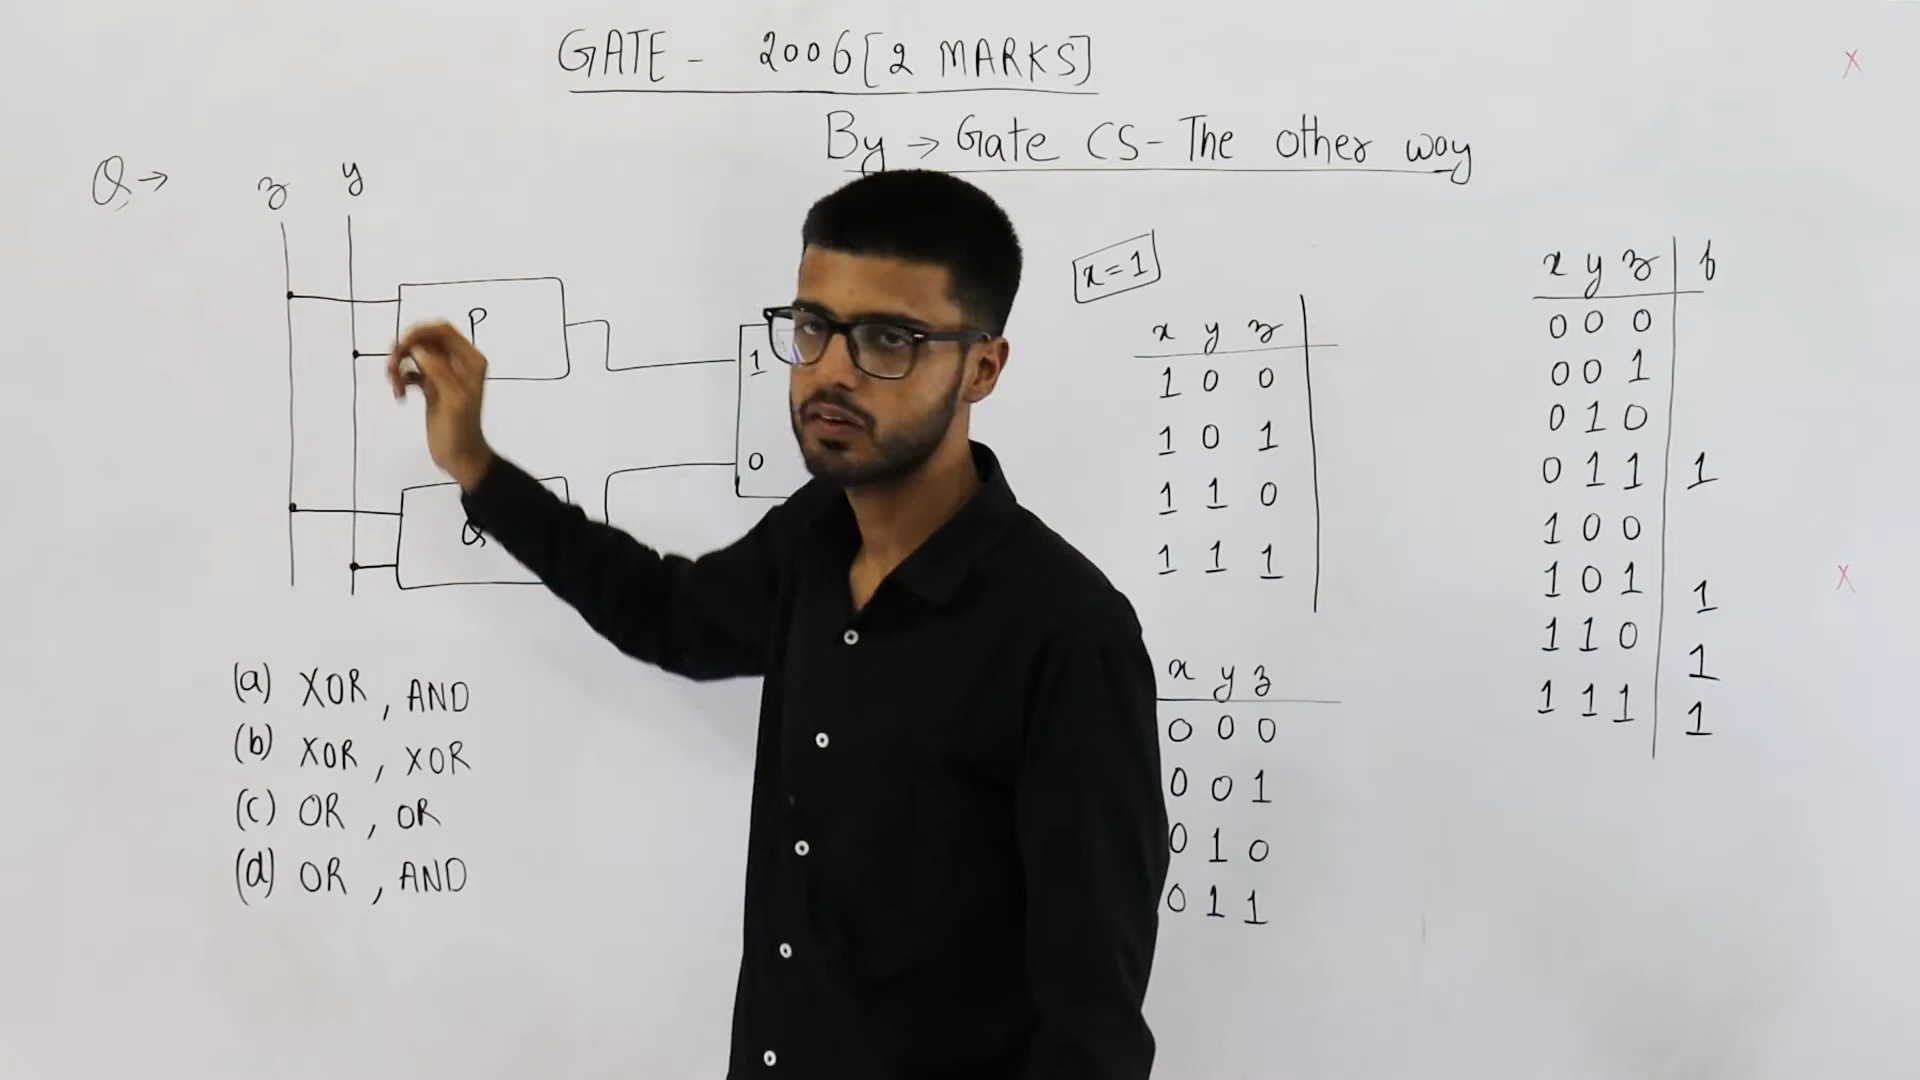 GATE - 2006 [2 MARKS]
By → Gate CS - The other way
Q →
z y
P
1
0
Q
(a) XOR, AND
(b) XOR, XOR
(c) OR, OR
(d) OR, AND
x = 1
x y z
1 0 0
1 0 1
1 1 0
1 1 1
x y z
0 0 0
0 0 1
0 1 0
0 1 1
x y z f
0 0 0
0 0 1
0 1 0
0 1 1 1
1 0 0
1 0 1 1
1 1 0 1
1 1 1 1
X
X